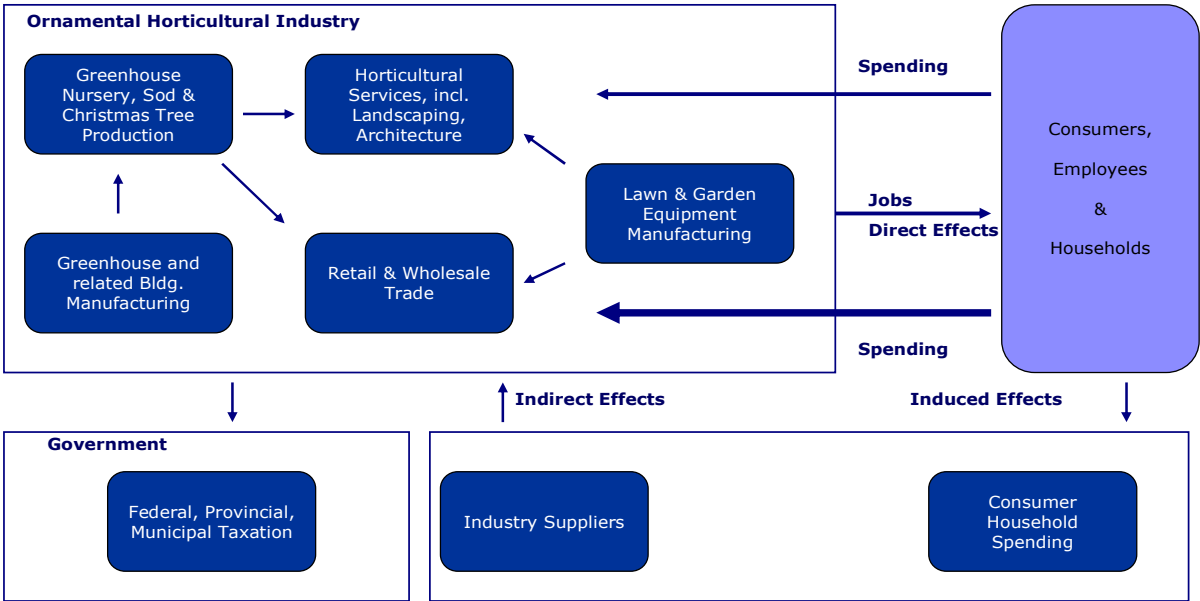 Ornamental Horticultural Industry
Greenhouse
Nursery, Sod &
Christmas Tree
Production
Horticultural
Services, incl.
Landscaping,
Architecture
Lawn & Garden
Equipment
Manufacturing
Greenhouse and
related Bldg.
Manufacturing
Retail & Wholesale
Trade
Spending
Jobs
Direct Effects
Spending
Consumers,
Employees
&
Households
Indirect Effects
Induced Effects
Government
Federal, Provincial,
Municipal Taxation
Industry Suppliers
Consumer
Household
Spending